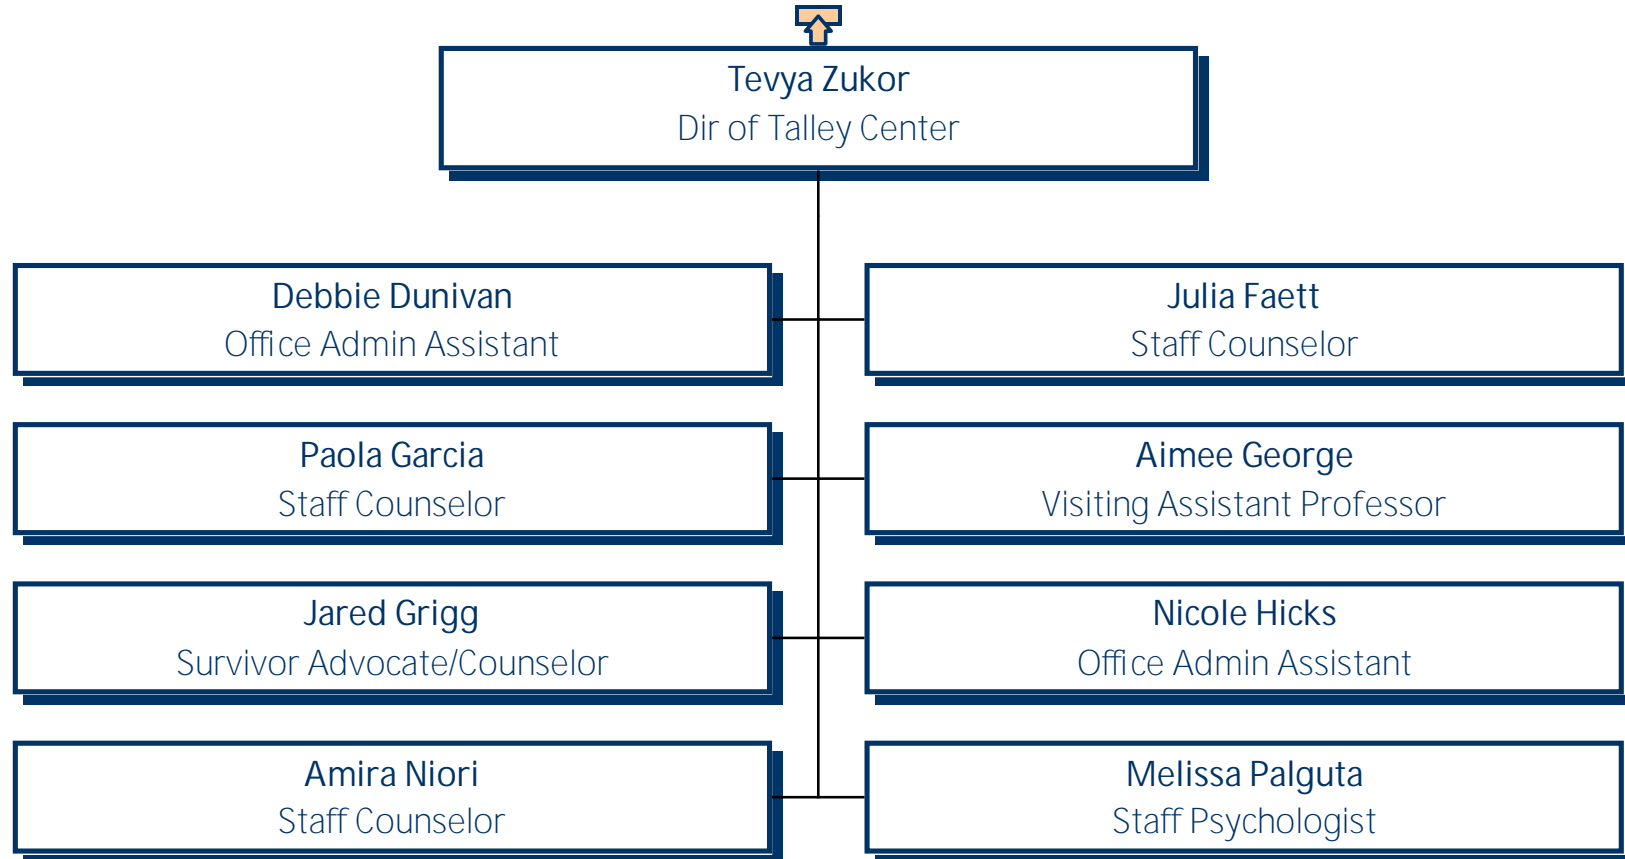 Tevya Zukor
Dir of Talley Center
Debbie Dunivan
Office Admin Assistant
Julia Faett
Staff Counselor
Paola Garcia
Staff Counselor
Aimee George
Visiting Assistant Professor
Jared Grigg
Survivor Advocate/Counselor
Nicole Hicks
Office Admin Assistant
Amira Niori
Staff Counselor
Melissa Palguta
Staff Psychologist